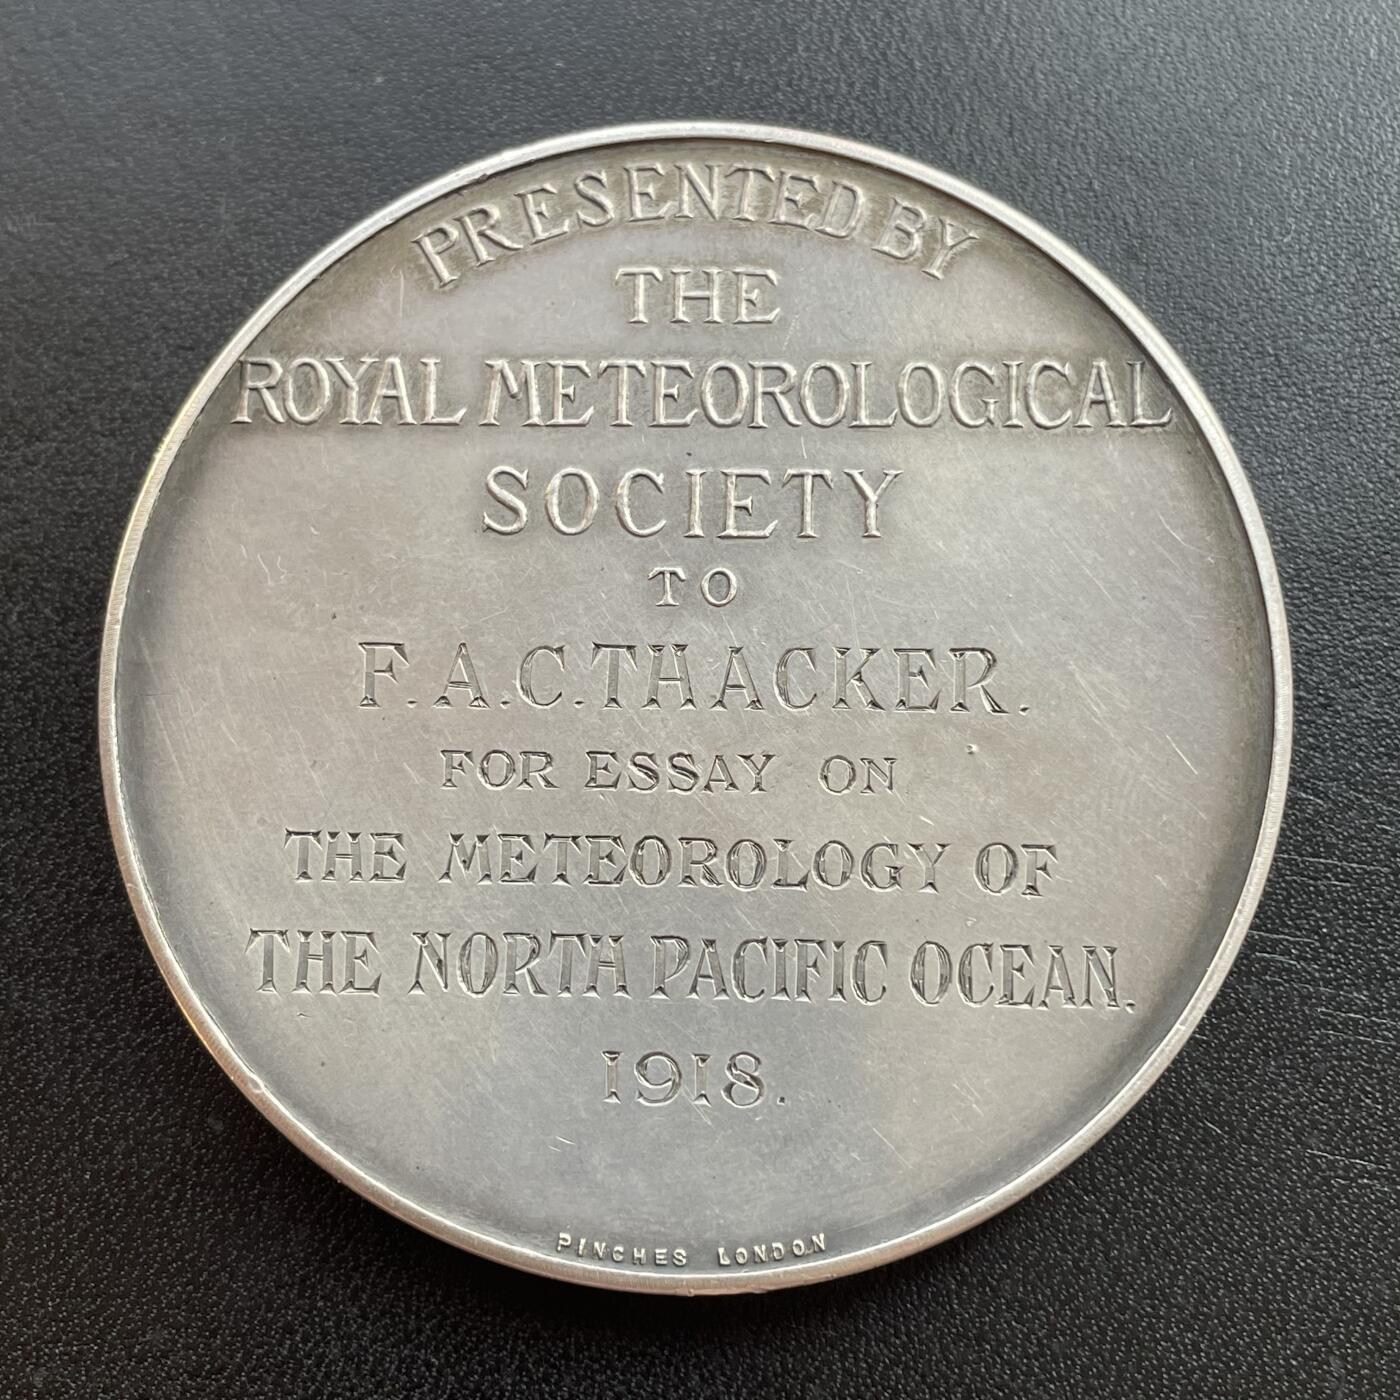 PRESENTED BY
THE
ROYAL METEOROLOGICAL
SOCIETY
TO
F.A.C.THACKER.
FOR ESSAY ON
THE METEOROLOGY OF
THE NORTH PACIFIC OCEAN.
1918.
PINCHES LONDON